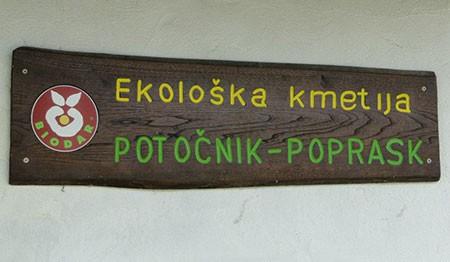 Ekološka kmetija
POTOČNIK-POPRASK
BIODAR